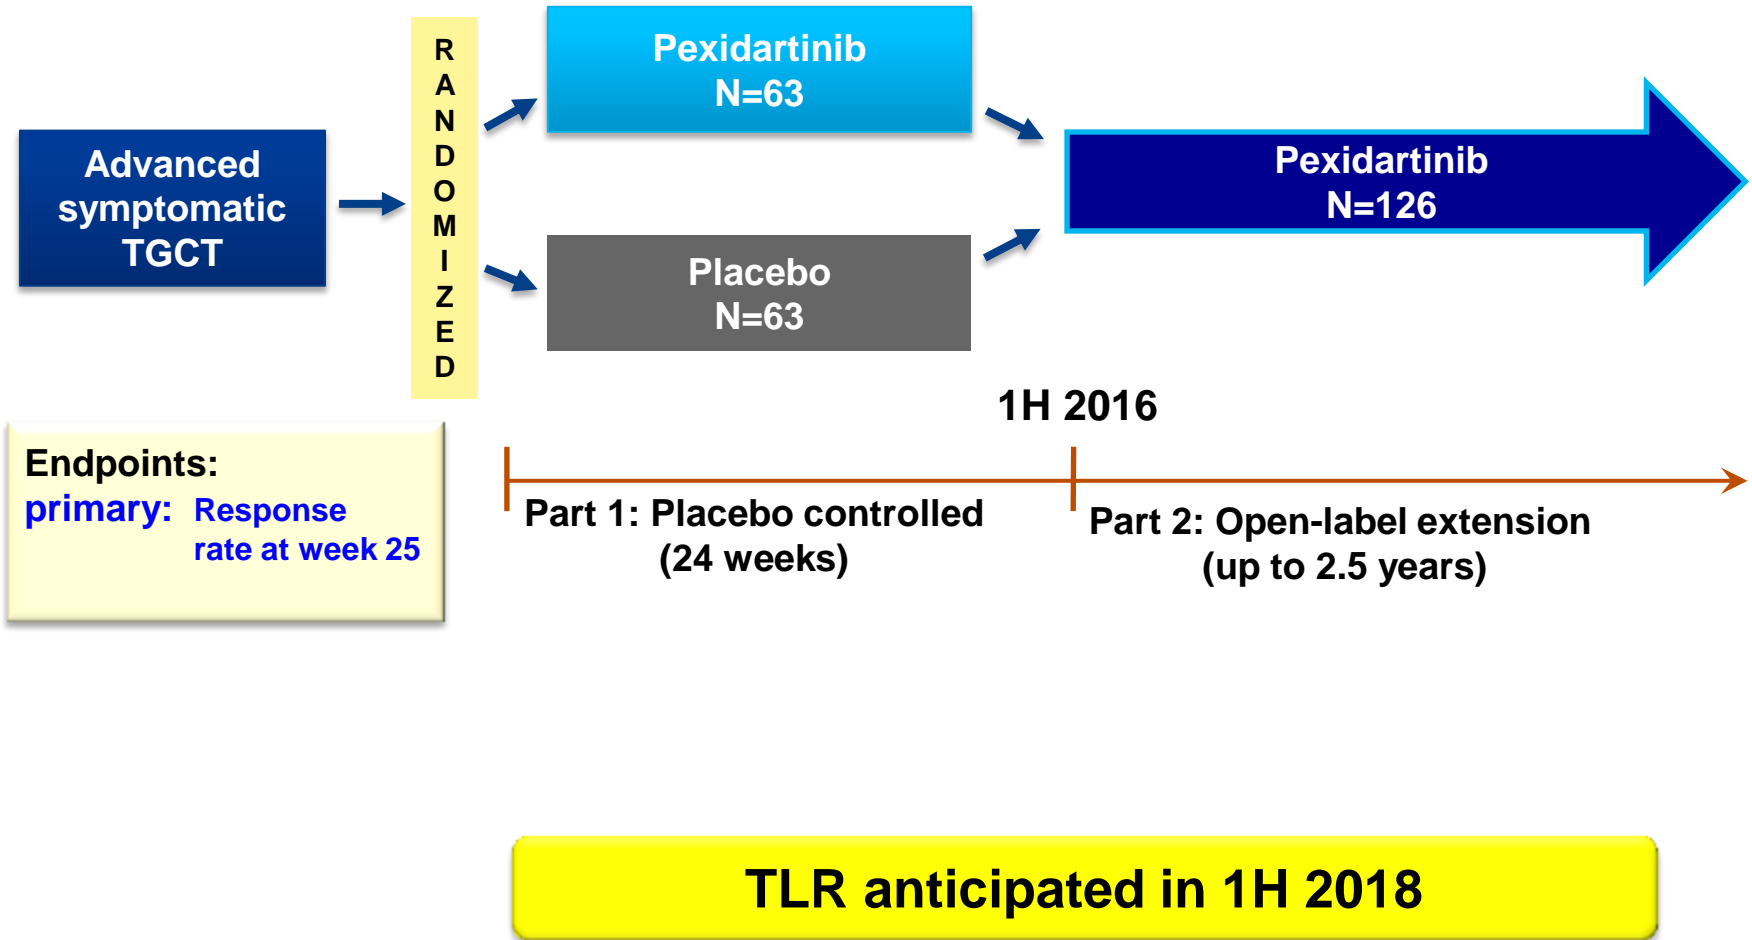 Advanced
symptomatic
TGCT
RANDOMIZED
Pexidartinib
N=63
Placebo
N=63
Pexidartinib
N=126
1H 2016
Endpoints:
primary: Response
rate at week 25
Part 1: Placebo controlled
(24 weeks)
Part 2: Open-label extension
(up to 2.5 years)
TLR anticipated in 1H 2018